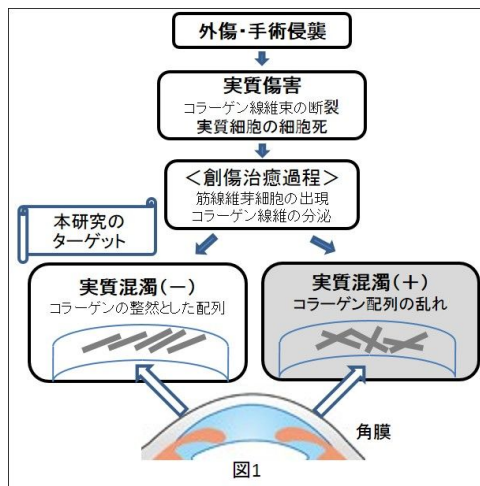 外傷・手術侵襲
実質傷害
コラーゲン線維束の断裂
実質細胞の細胞死
＜創傷治癒過程＞
筋線維芽細胞の出現
コラーゲン線維の分泌
本研究の
ターゲット
実質混濁(－)
コラーゲンの整然とした配列
実質混濁(＋)
コラーゲン配列の乱れ
角膜
図1